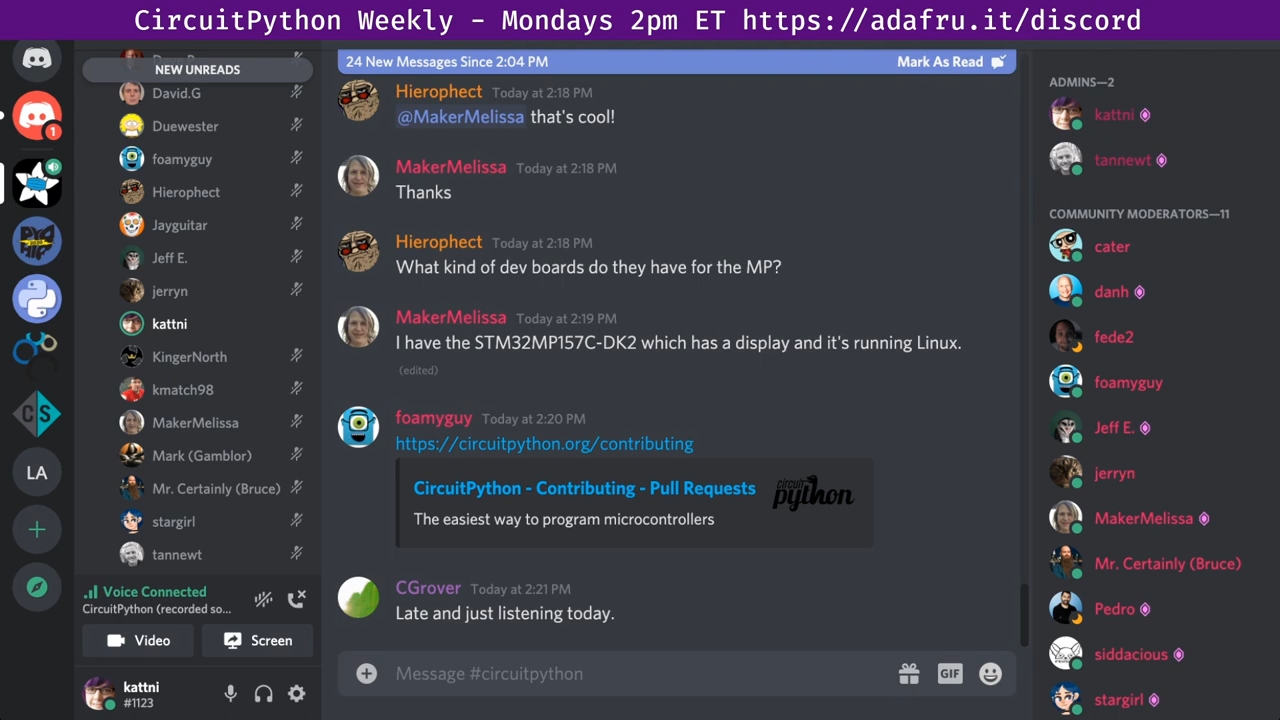 CircuitPython Weekly - Mondays 2pm ET https://adafru.it/discord
NEW UNREADS
David.G
Duewester
foamyguy
Hierophect
Jayguitar
Jeff E.
jerryn
kattni
KingerNorth
kmatch98
MakerMelissa
Mark (Gamblor)
Mr. Certainly (Bruce)
stargirl
tannewt
Voice Connected
CircuitPython (recorded so...
Video
Screen
kattni
#1123
1
LA
CS
24 New Messages Since 2:04 PM
Mark As Read
Hierophect Today at 2:18 PM
@MakerMelissa that's cool!
MakerMelissa Today at 2:18 PM
Thanks
Hierophect Today at 2:18 PM
What kind of dev boards do they have for the MP?
MakerMelissa Today at 2:19 PM
I have the STM32MP157C-DK2 which has a display and it's running Linux.
(edited)
foamyguy Today at 2:20 PM
https://circuitpython.org/contributing
CircuitPython - Contributing - Pull Requests
circuit
python
The easiest way to program microcontrollers
CGrover Today at 2:21 PM
Late and just listening today.
Message #circuitpython
GIF
ADMINS—2
kattni
tannewt
COMMUNITY MODERATORS—11
cater
danh
fede2
foamyguy
Jeff E.
jerryn
MakerMelissa
Mr. Certainly (Bruce)
Pedro
siddacious
stargirl